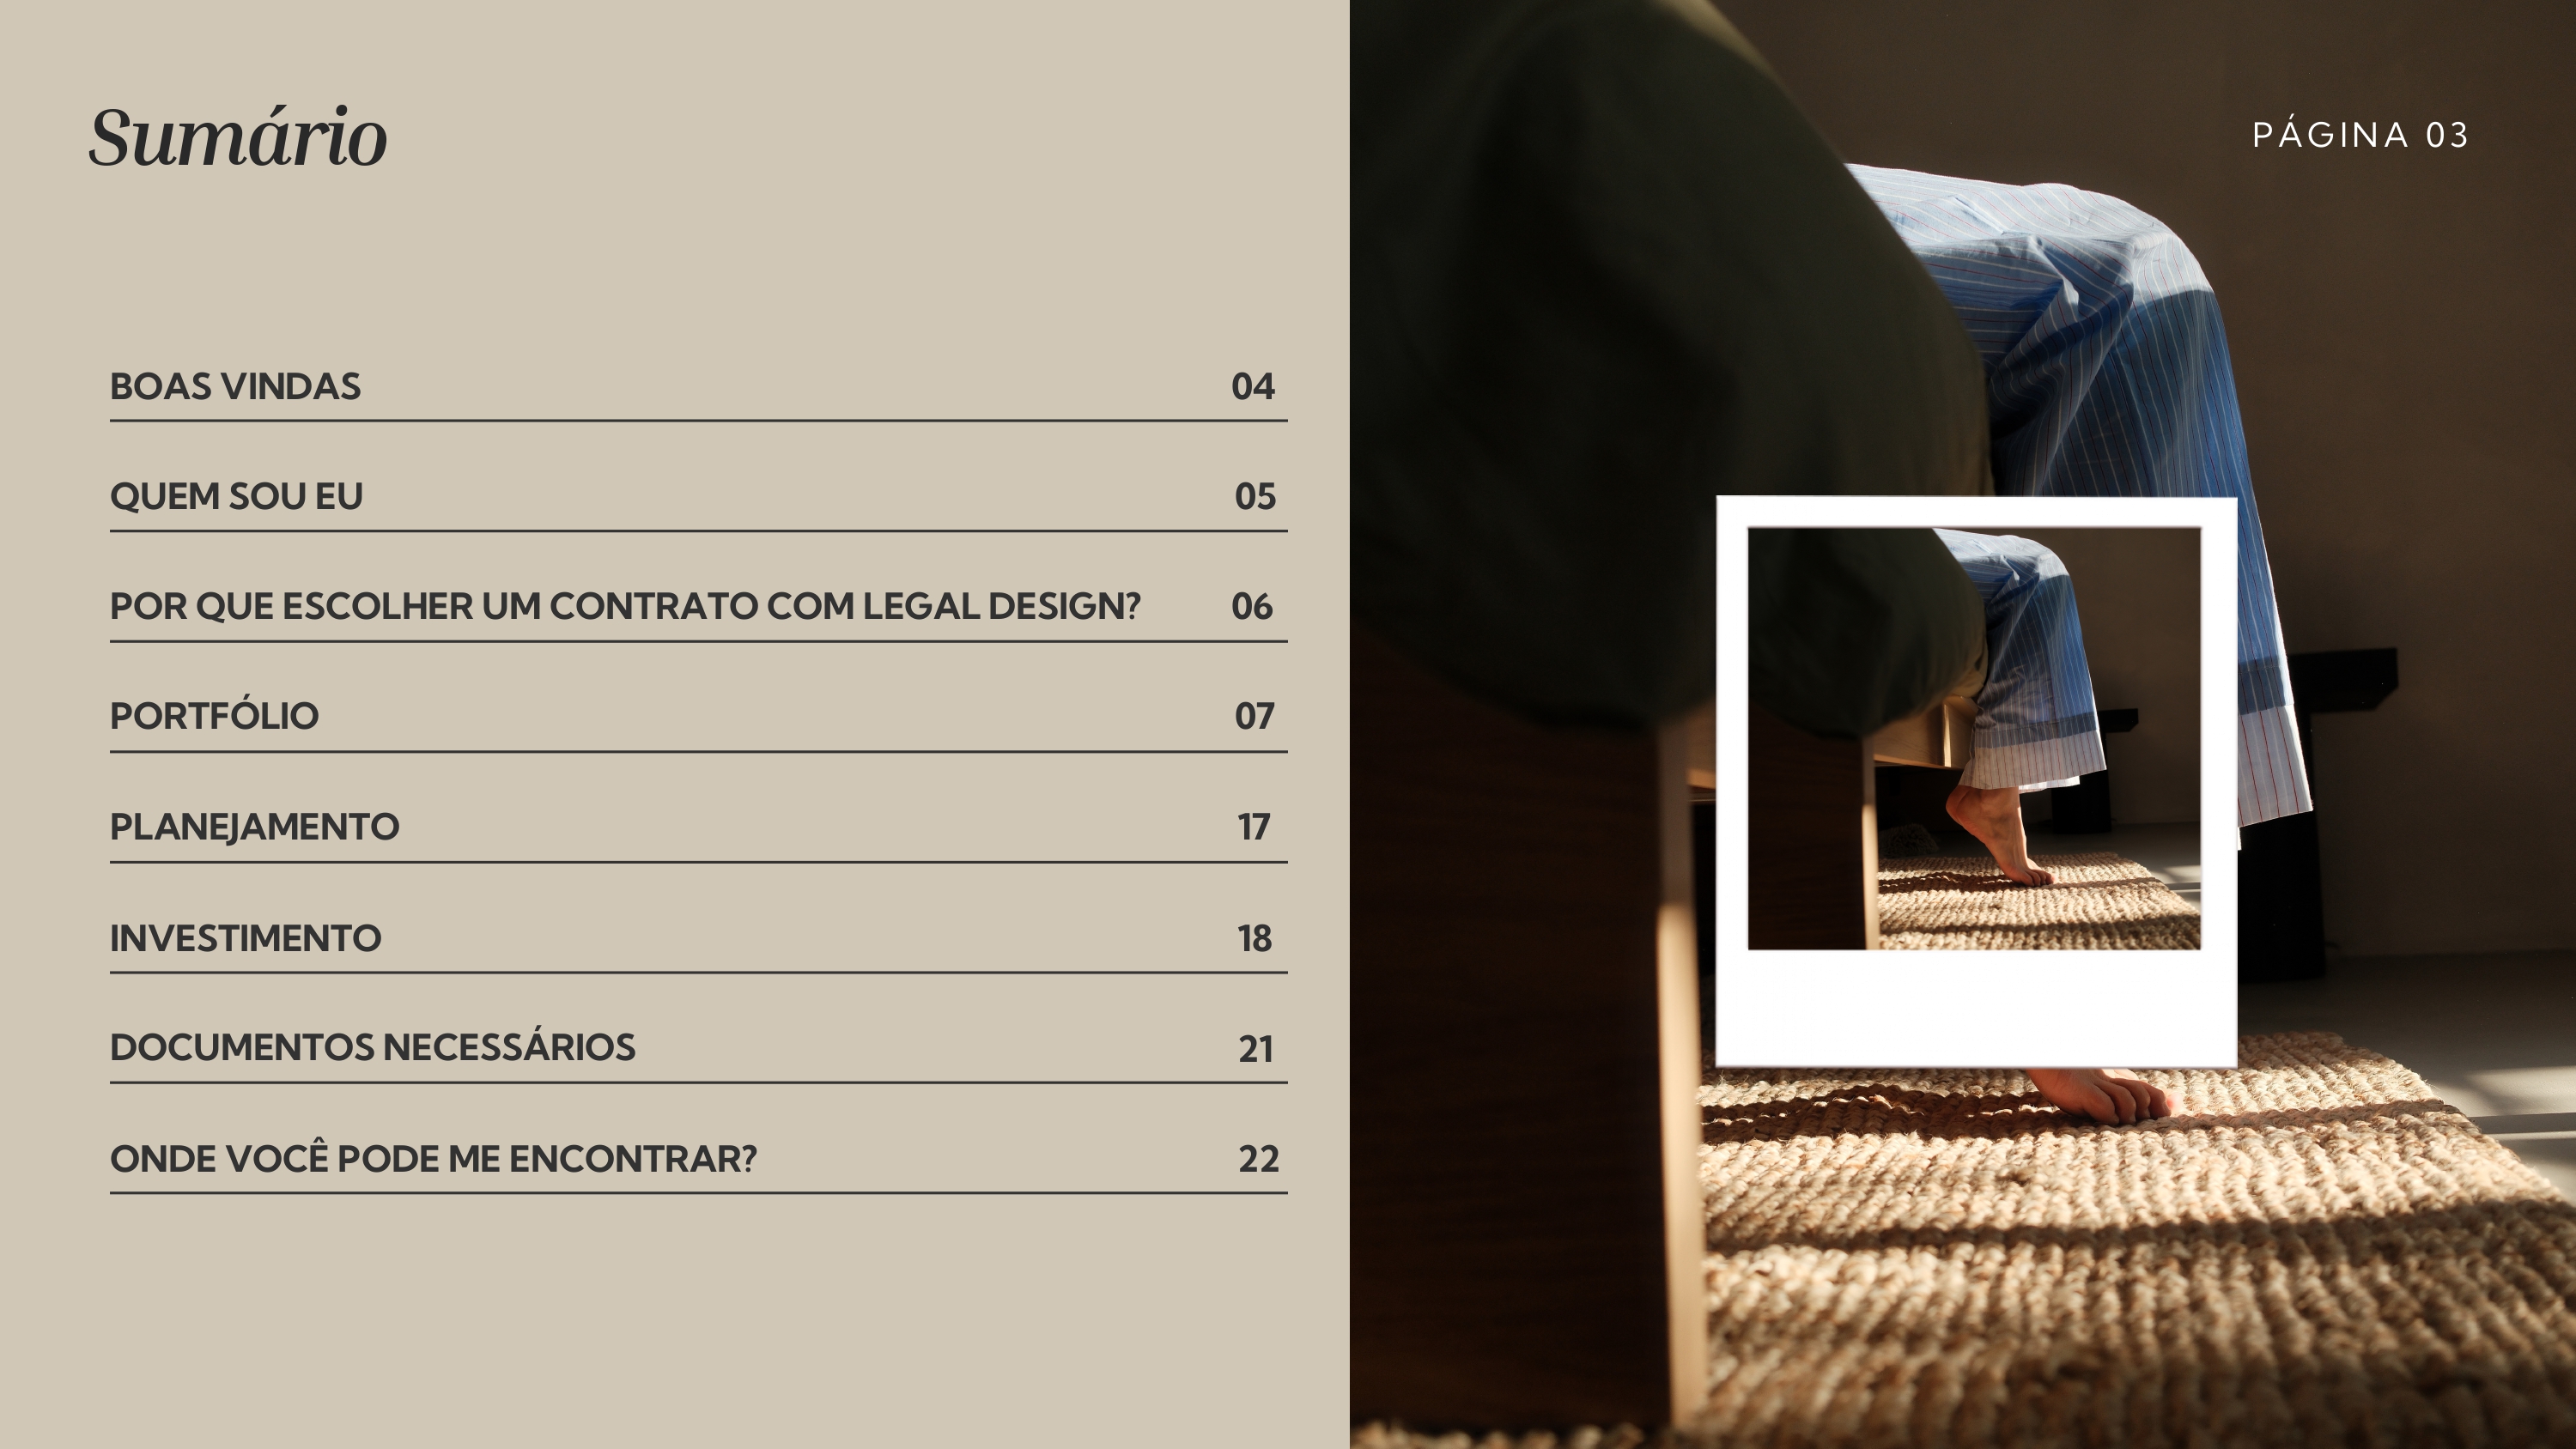 Sumário
PÁGINA 03
BOAS VINDAS 04
QUEM SOU EU 05
POR QUE ESCOLHER UM CONTRATO COM LEGAL DESIGN? 06
PORTFÓLIO 07
PLANEJAMENTO 17
INVESTIMENTO 18
DOCUMENTOS NECESSÁRIOS 21
ONDE VOCÊ PODE ME ENCONTRAR? 22